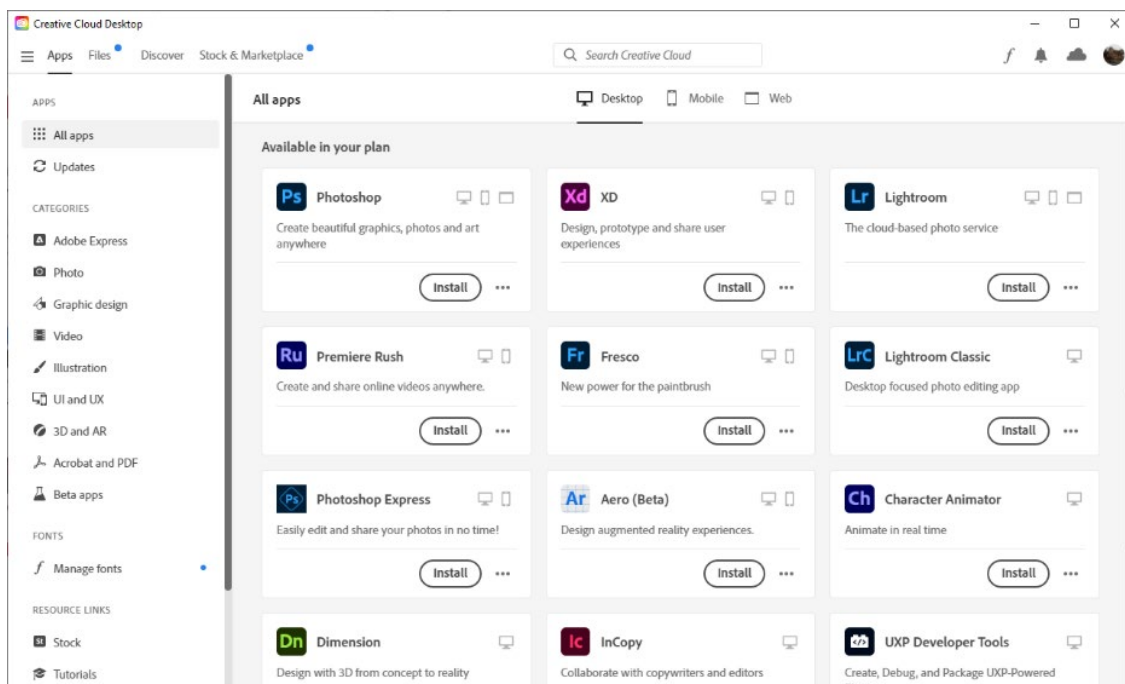 Creative Cloud Desktop
Apps Files Discover Stock & Marketplace Search Creative Cloud
APPS
All apps
Updates
CATEGORIES
Adobe Express
Photo
Graphic design
Video
Illustration
UI and UX
3D and AR
Acrobat and PDF
Beta apps
FONTS
Manage fonts
RESOURCE LINKS
St Stock
Tutorials
All apps Desktop Mobile Web
Available in your plan
Ps Photoshop
Create beautiful graphics, photos and art
anywhere
Install
Xd XD
Design, prototype and share user
experiences
Install
Lr Lightroom
The cloud-based photo service
Install
Ru Premiere Rush
Create and share online videos anywhere.
Install
Fr Fresco
New power for the paintbrush
Install
LrC Lightroom Classic
Desktop focused photo editing app
Install
Ps Photoshop Express
Easily edit and share your photos in no time!
Install
Ar Aero (Beta)
Design augmented reality experiences.
Install
Ch Character Animator
Animate in real time
Install
Dn Dimension
Design with 3D from concept to reality
Ic InCopy
Collaborate with copywriters and editors
UXP Developer Tools
Create, Debug, and Package UXP-Powered